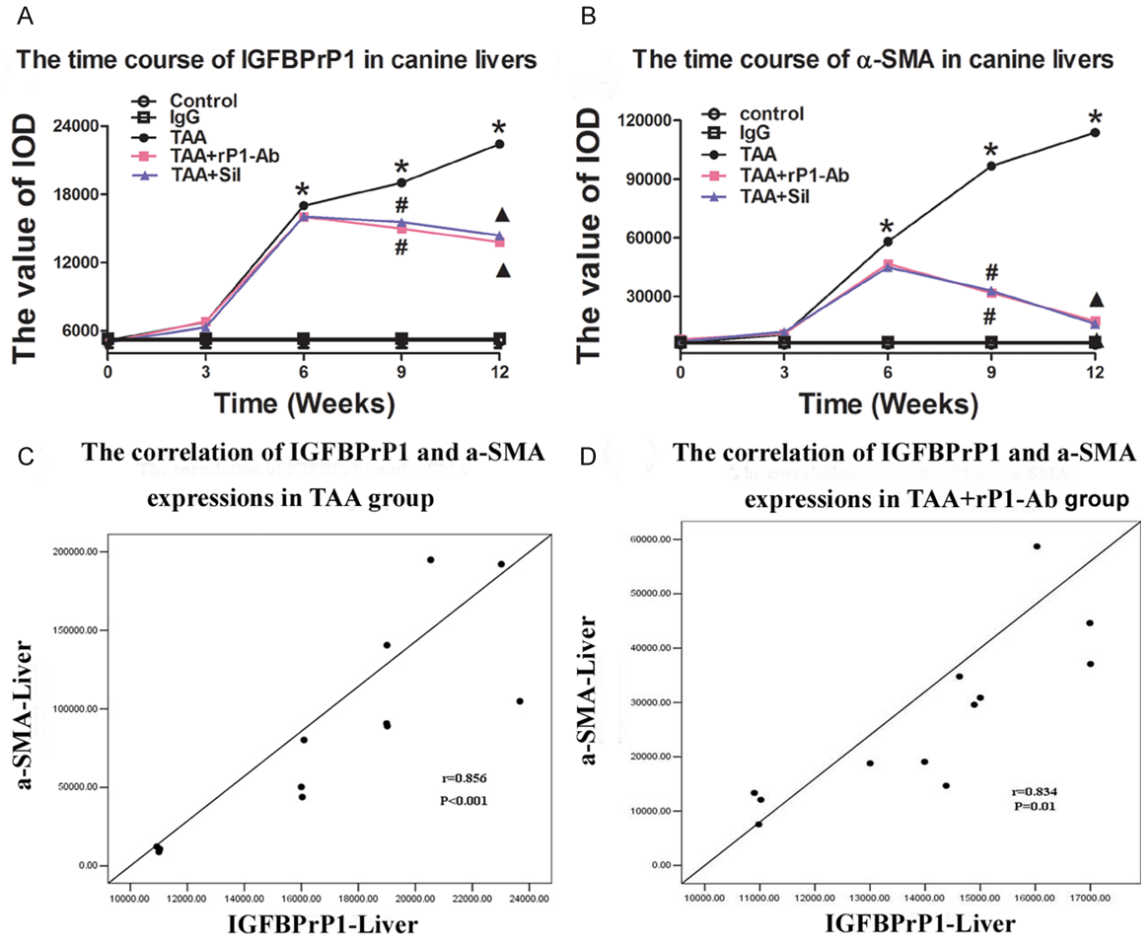 A
The time course of IGFBPrP1 in canine livers
Control
IgG
TAA
TAA+rP1-Ab
TAA+Sil
The value of IOD
24000
18000
12000
6000
* * *
# #
0 3 6 9 12
Time (Weeks)
B
The time course of α-SMA in canine livers
control
IgG
TAA
TAA+rP1-Ab
TAA+Sil
The value of IOD
120000
90000
60000
30000
* * *
# #
0 3 6 9 12
Time (Weeks)
C
The correlation of IGFBPrP1 and a-SMA
expressions in TAA group
a-SMA-Liver
200000.00
150000.00
100000.00
50000.00
0.00
r=0.856
P<0.001
10000.00 12000.00 14000.00 16000.00 18000.00 20000.00 22000.00 24000.00
IGFBPrP1-Liver
D
The correlation of IGFBPrP1 and a-SMA
expressions in TAA+rP1-Ab group
a-SMA-Liver
60000.00
50000.00
40000.00
30000.00
20000.00
10000.00
0.00
r=0.834
P=0.01
10000.00 11000.00 12000.00 13000.00 14000.00 15000.00 16000.00 17000.00
IGFBPrP1-Liver